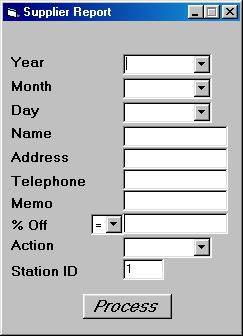 Supplier Report
Year
Month
Day
Name
Address
Telephone
Memo
% Off =
Action
Station ID 1
Process